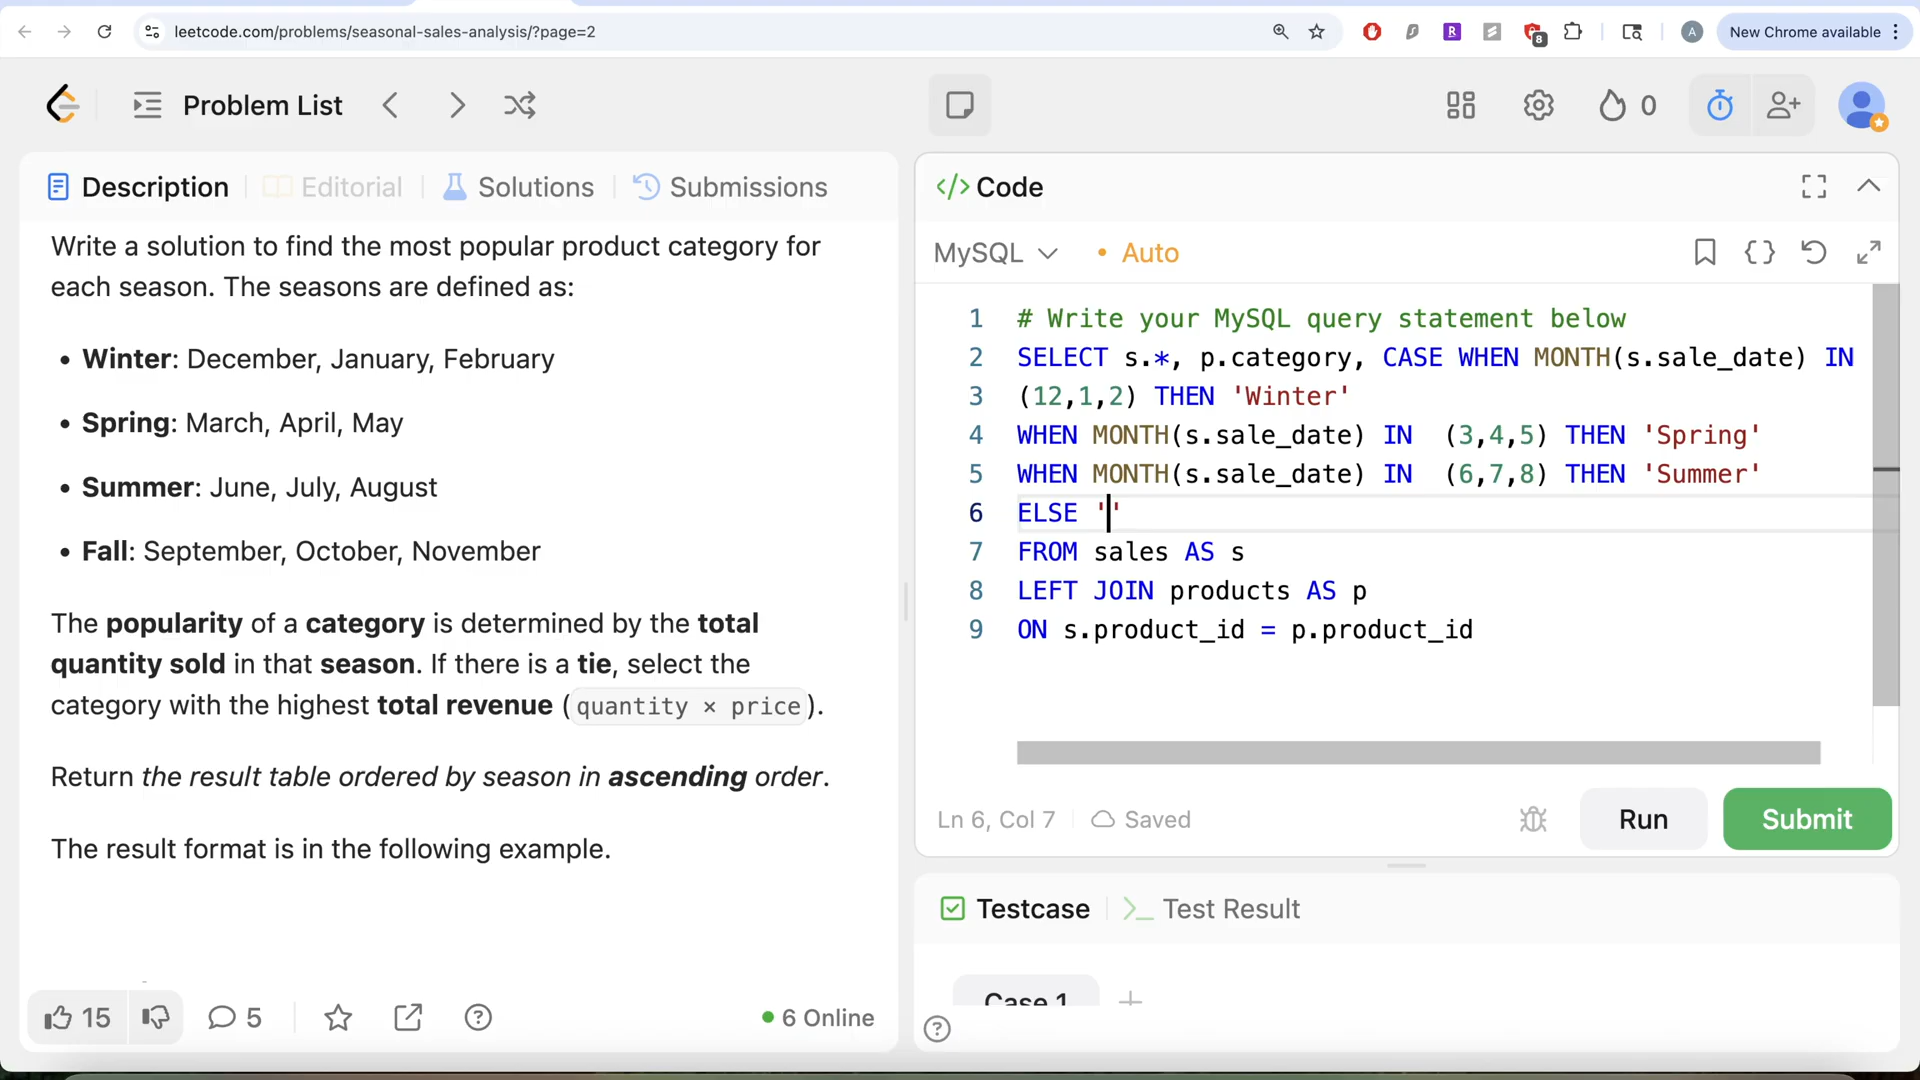 leetcode.com/problems/seasonal-sales-analysis/?page=2
8
A
New Chrome available
Problem List
0
Description
Editorial
Solutions
Submissions
Write a solution to find the most popular product category for
each season. The seasons are defined as:
• Winter: December, January, February
• Spring: March, April, May
• Summer: June, July, August
• Fall: September, October, November
The popularity of a category is determined by the total
quantity sold in that season. If there is a tie, select the
category with the highest total revenue (quantity × price).
Return the result table ordered by season in ascending order.
The result format is in the following example.
15
5
6 Online
</> Code
MySQL
• Auto
1 # Write your MySQL query statement below
2 SELECT s.*, p.category, CASE WHEN MONTH(s.sale_date) IN
3 (12,1,2) THEN 'Winter'
4 WHEN MONTH(s.sale_date) IN  (3,4,5) THEN 'Spring'
5 WHEN MONTH(s.sale_date) IN  (6,7,8) THEN 'Summer'
6 ELSE ''
7 FROM sales AS s
8 LEFT JOIN products AS p
9 ON s.product_id = p.product_id
Ln 6, Col 7
Saved
Run
Submit
Testcase
Test Result
Case 1